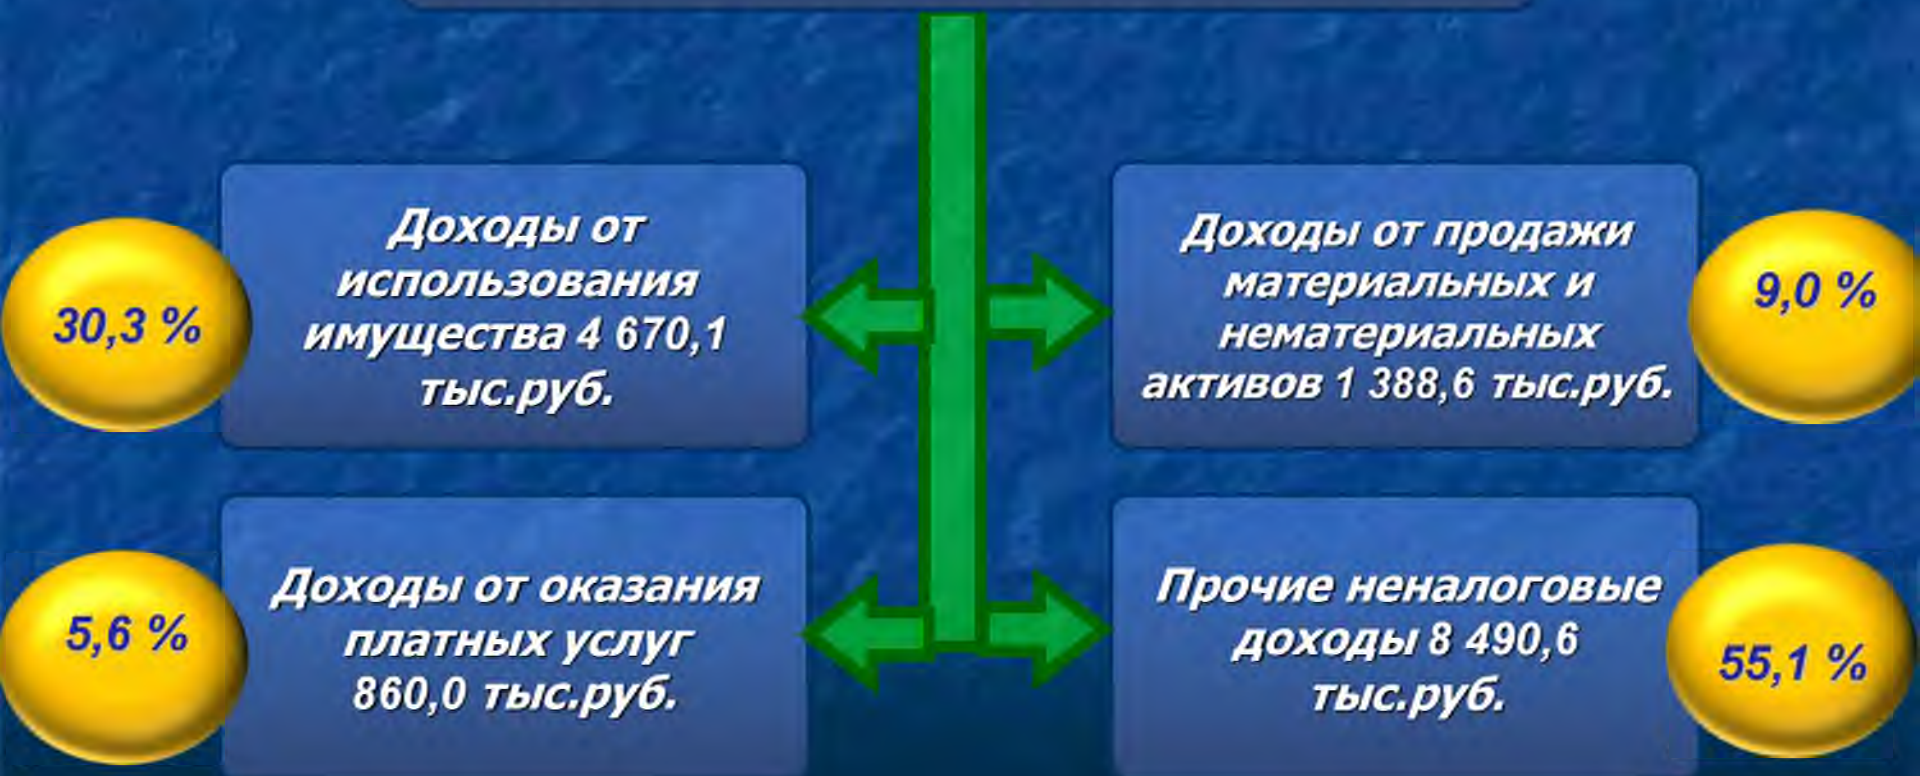 30,3 %
Доходы от
использования
имущества 4 670,1
тыс.руб.
Доходы от продажи
материальных и
нематериальных
активов 1 388,6 тыс.руб.
9,0 %
5,6 %
Доходы от оказания
платных услуг
860,0 тыс.руб.
Прочие неналоговые
доходы 8 490,6
тыс.руб.
55,1 %